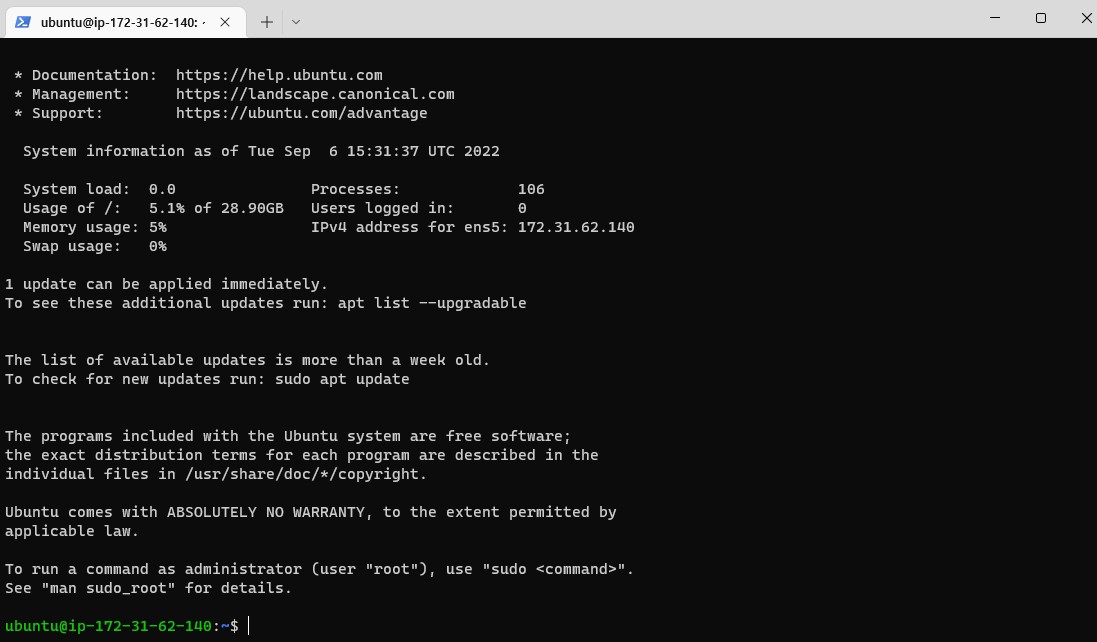 ubuntu@ip-172-31-62-140: ~
* Documentation:  https://help.ubuntu.com
* Management:     https://landscape.canonical.com
* Support:        https://ubuntu.com/advantage
System information as of Tue Sep  6 15:31:37 UTC 2022
System load:  0.0               Processes:             106
Usage of /:   5.1% of 28.90GB   Users logged in:       0
Memory usage: 5%                IPv4 address for ens5: 172.31.62.140
Swap usage:   0%
1 update can be applied immediately.
To see these additional updates run: apt list --upgradable
The list of available updates is more than a week old.
To check for new updates run: sudo apt update
The programs included with the Ubuntu system are free software;
the exact distribution terms for each program are described in the
individual files in /usr/share/doc/*/copyright.
Ubuntu comes with ABSOLUTELY NO WARRANTY, to the extent permitted by
applicable law.
To run a command as administrator (user "root"), use "sudo <command>".
See "man sudo_root" for details.
ubuntu@ip-172-31-62-140:~$